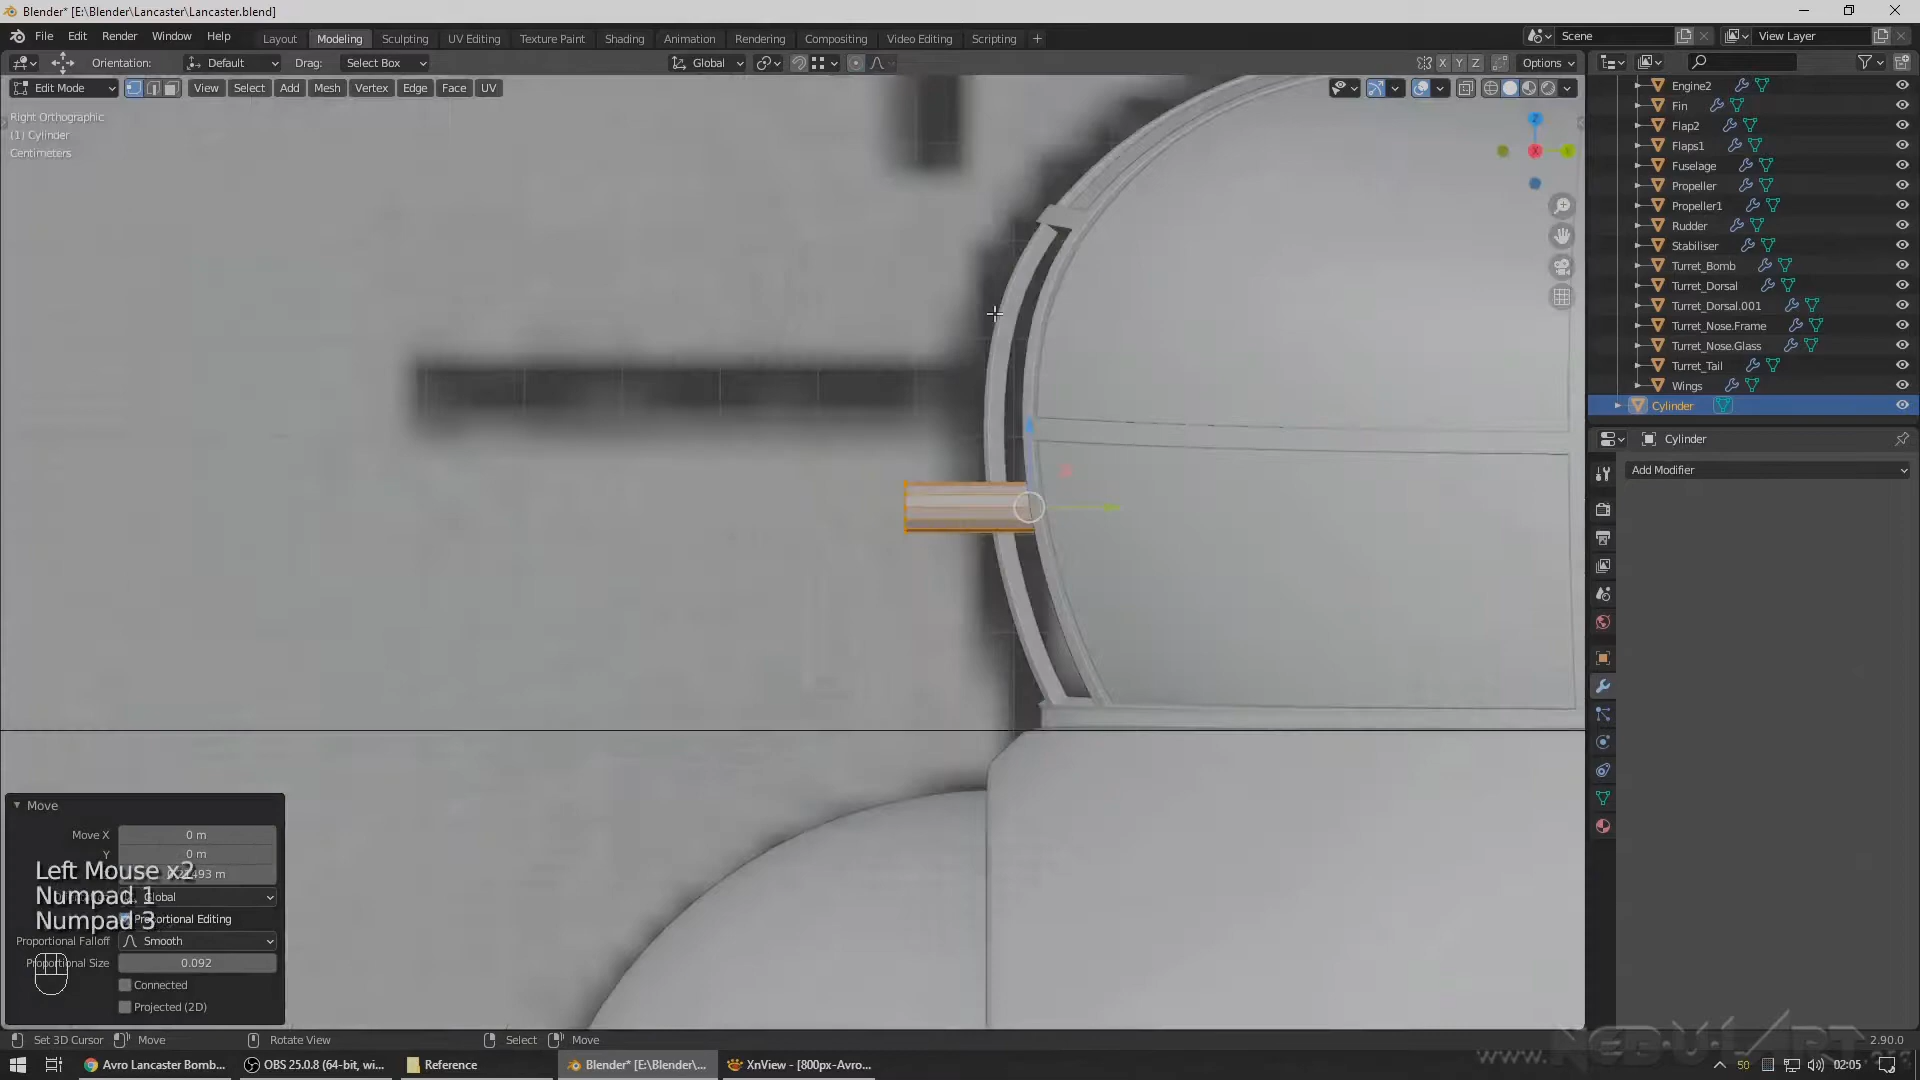 Blender* [E:\Blender\Lancaster\Lancaster.blend]
File Edit Render Window Help
Layout Modeling Sculpting UV Editing Texture Paint Shading Animation Rendering Compositing Video Editing Scripting +
Scene
View Layer
Orientation: Default Drag: Select Box
Global
X Y Z
Options
Edit Mode View Select Add Mesh Vertex Edge Face UV
Right Orthographic
(1) Cylinder
Centimeters
Z
X
Engine2
Fin
Flap2
Flaps1
Fuselage
Propeller
Propeller1
Rudder
Stabiliser
Turret_Bomb
Turret_Dorsal
Turret_Dorsal.001
Turret_Nose.Frame
Turret_Nose.Glass
Turret_Tail
Wings
Cylinder
Cylinder
Add Modifier
Move
Move X 0 m
Y 0 m
493 m
Global
Left Mouse x2
Numpad 1
Numpad 3
Proportional Editing
Proportional Falloff Smooth
Proportional Size 0.092
Connected
Projected (2D)
Set 3D Cursor Move Rotate View Select Move
2.90.0
Avro Lancaster Bomb...
OBS 25.0.8 (64-bit, wi...
Reference
Blender* [E:\Blender\...
XnView - [800px-Avro...
50
02:05